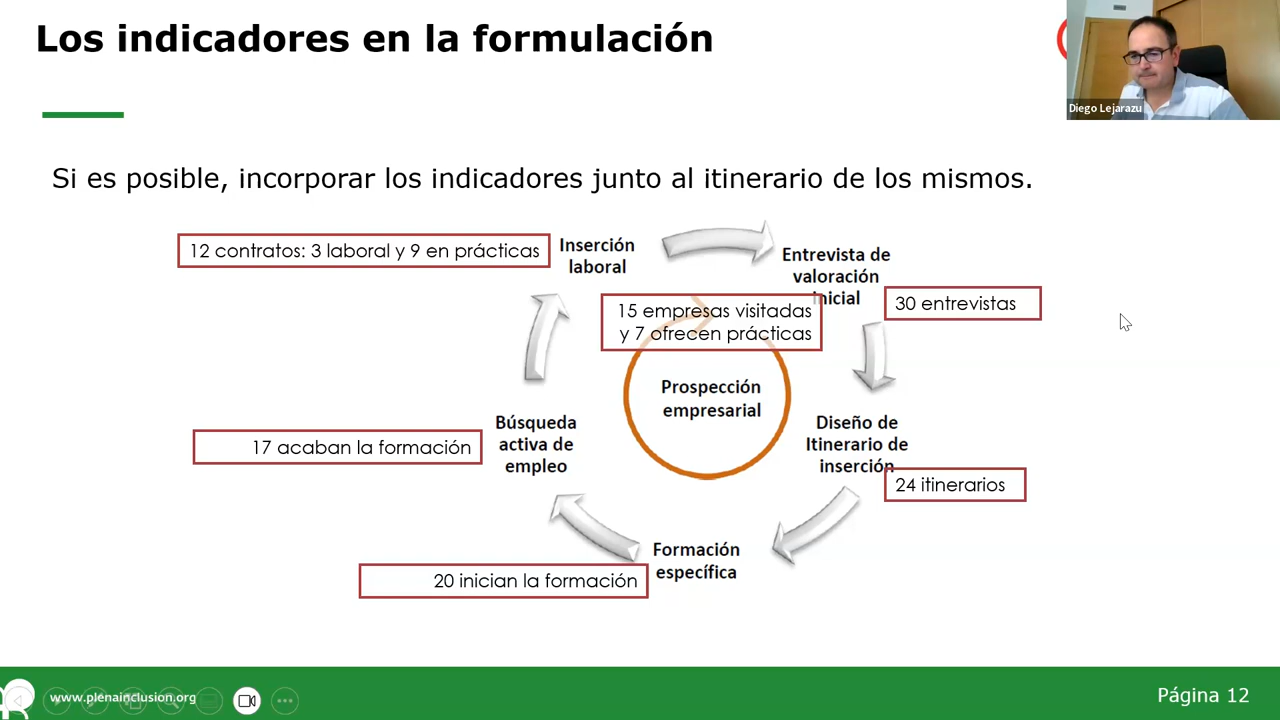 Los indicadores en la formulación
Diego Lejarazu
Si es posible, incorporar los indicadores junto al itinerario de los mismos.
12 contratos: 3 laboral y 9 en prácticas
Inserción
laboral
Entrevista de
valoración
inicial
30 entrevistas
15 empresas visitadas
y 7 ofrecen prácticas
Prospección
empresarial
Búsqueda
activa de
empleo
17 acaban la formación
Diseño de
Itinerario de
inserción
24 itinerarios
Formación
específica
20 inician la formación
www.plenainclusion.org
Página 12